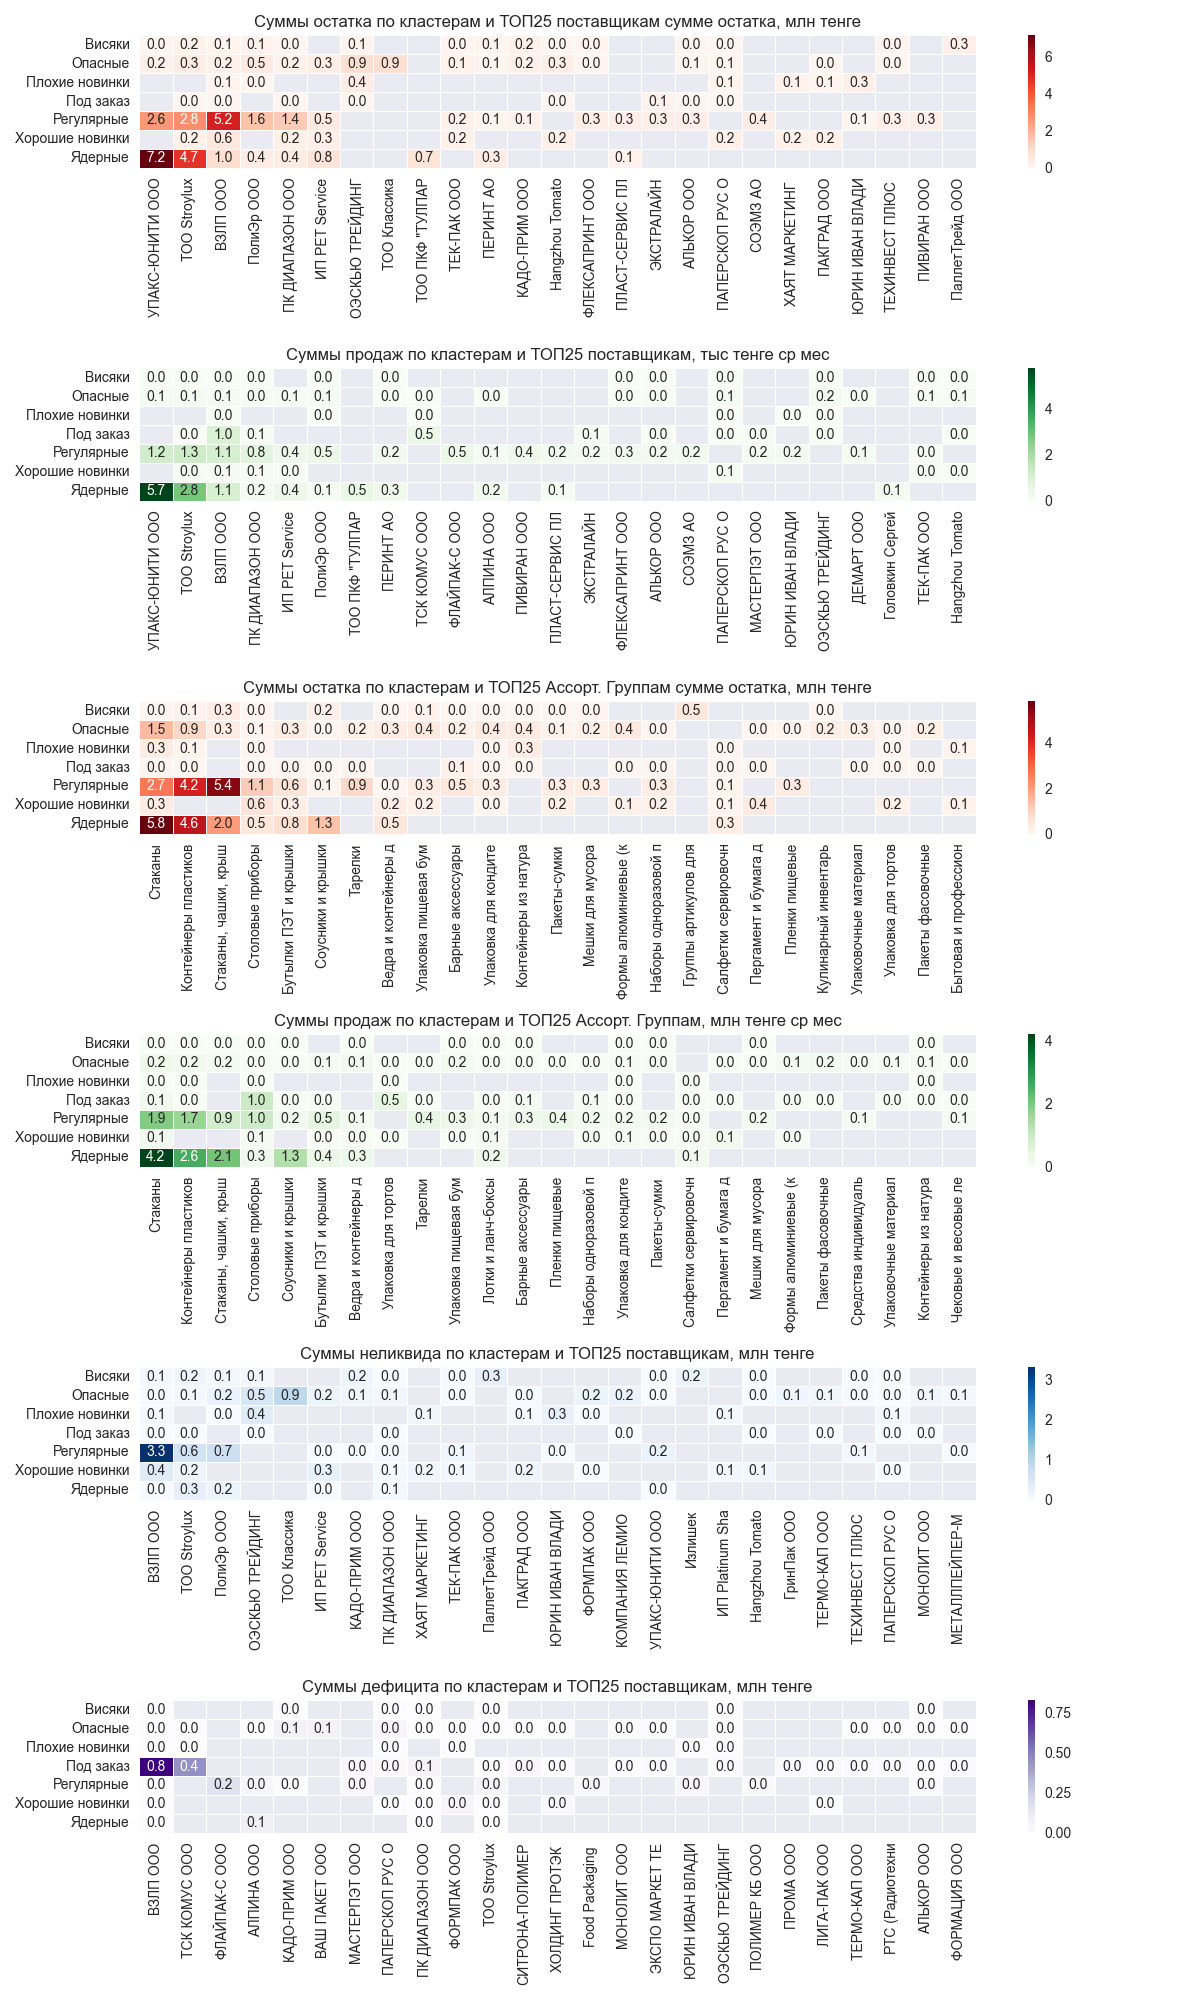 Суммы остатка по кластерам и ТОП25 поставщикам сумме остатка, млн тенге
Висяки 0.0 0.2 0.1 0.1 0.0 0.1 0.0 0.1 0.2 0.0 0.0 0.0 0.0 0.0 0.3
Опасные 0.2 0.3 0.2 0.5 0.2 0.3 0.9 0.9 0.1 0.1 0.2 0.3 0.0 0.1 0.1 0.0 0.0
Плохие новинки 0.1 0.0 0.4 0.1 0.1 0.1 0.3
Под заказ 0.0 0.0 0.0 0.0 0.0 0.1 0.0 0.0
Регулярные 2.6 2.8 5.2 1.6 1.4 0.5 0.2 0.1 0.1 0.3 0.3 0.3 0.3 0.4 0.1 0.3 0.3
Хорошие новинки 0.2 0.6 0.2 0.3 0.2 0.2 0.2 0.2 0.2
Ядерные 7.2 4.7 1.0 0.4 0.4 0.8 0.7 0.3 0.1
6
4
2
0
УПАКС-ЮНИТИ ООО
ТОО Stroylux
ВЗЛП ООО
ПолиЭр ООО
ПК ДИАПАЗОН ООО
ИП PET Service
ОЭСКЬЮ ТРЕЙДИНГ
ТОО Классика
ТОО ПКФ "ТУЛПАР
ТЕК-ПАК ООО
ПЕРИНТ АО
КАДО-ПРИМ ООО
Hangzhou Tomato
ФЛЕКСАПРИНТ ООО
ПЛАСТ-СЕРВИС ПЛ
ЭКСТРАЛАЙН
АЛЬКОР ООО
ПАПЕРСКОП РУС О
СОЭМЗ АО
ХАЯТ МАРКЕТИНГ
ПАКГРАД ООО
ЮРИН ИВАН ВЛАДИ
ТЕХИНВЕСТ ПЛЮС
ПИВИРАН ООО
ПаллетТрейд ООО
Суммы продаж по кластерам и ТОП25 поставщикам, тыс тенге ср мес
Висяки 0.0 0.0 0.0 0.0 0.0 0.0 0.0 0.0 0.0 0.0 0.0 0.0
Опасные 0.1 0.1 0.1 0.0 0.1 0.1 0.0 0.0 0.0 0.0 0.0 0.1 0.2 0.0 0.1 0.1
Плохие новинки 0.0 0.0 0.0 0.0 0.0 0.0
Под заказ 0.0 1.0 0.1 0.5 0.1 0.0 0.0 0.0 0.0 0.0
Регулярные 1.2 1.3 1.1 0.8 0.4 0.5 0.2 0.5 0.1 0.4 0.2 0.2 0.3 0.2 0.2 0.2 0.2 0.1 0.0
Хорошие новинки 0.0 0.1 0.1 0.0 0.1 0.0 0.0
Ядерные 5.7 2.8 1.1 0.2 0.4 0.1 0.5 0.3 0.2 0.1 0.1
4
2
0
УПАКС-ЮНИТИ ООО
ТОО Stroylux
ВЗЛП ООО
ПК ДИАПАЗОН ООО
ИП PET Service
ПолиЭр ООО
ТОО ПКФ "ТУЛПАР
ПЕРИНТ АО
ТСК КОМУС ООО
ФЛАЙПАК-С ООО
АЛПИНА ООО
ПИВИРАН ООО
ПЛАСТ-СЕРВИС ПЛ
ЭКСТРАЛАЙН
ФЛЕКСАПРИНТ ООО
АЛЬКОР ООО
СОЭМЗ АО
ПАПЕРСКОП РУС О
МАСТЕРПЭТ ООО
ЮРИН ИВАН ВЛАДИ
ОЭСКЬЮ ТРЕЙДИНГ
ДЕМАРТ ООО
Головкин Сергей
ТЕК-ПАК ООО
Hangzhou Tomato
Суммы остатка по кластерам и ТОП25 Ассорт. Группам сумме остатка, млн тенге
Висяки 0.0 0.1 0.3 0.0 0.2 0.0 0.1 0.0 0.0 0.0 0.0 0.0 0.5 0.0
Опасные 1.5 0.9 0.3 0.1 0.3 0.0 0.2 0.3 0.4 0.2 0.4 0.4 0.1 0.2 0.4 0.0 0.0 0.0 0.2 0.3 0.0 0.2
Плохие новинки 0.3 0.1 0.0 0.0 0.3 0.0 0.0 0.1
Под заказ 0.0 0.0 0.0 0.0 0.0 0.0 0.1 0.0 0.0 0.0 0.0 0.0 0.0 0.0 0.0 0.0
Регулярные 2.7 4.2 5.4 1.1 0.6 0.1 0.9 0.0 0.3 0.5 0.3 0.3 0.3 0.3 0.1 0.3
Хорошие новинки 0.3 0.6 0.3 0.2 0.2 0.0 0.2 0.1 0.2 0.1 0.4 0.2 0.1
Ядерные 5.8 4.6 2.0 0.5 0.8 1.3 0.5 0.3
4
2
0
Стаканы
Контейнеры пластиков
Стаканы, чашки, крыш
Столовые приборы
Бутылки ПЭТ и крышки
Соусники и крышки
Тарелки
Ведра и контейнеры д
Упаковка пищевая бум
Барные аксессуары
Упаковка для кондите
Контейнеры из натура
Пакеты-сумки
Мешки для мусора
Формы алюминиевые (к
Наборы одноразовой п
Группы артикулов для
Салфетки сервировочн
Пергамент и бумага д
Пленки пищевые
Кулинарный инвентарь
Упаковочные материал
Упаковка для тортов
Пакеты фасовочные
Бытовая и профессион
Суммы продаж по кластерам и ТОП25 Ассорт. Группам, млн тенге ср мес
Висяки 0.0 0.0 0.0 0.0 0.0 0.0 0.0 0.0 0.0 0.0 0.0 0.0 0.0
Опасные 0.2 0.2 0.2 0.0 0.0 0.1 0.1 0.0 0.0 0.2 0.0 0.0 0.0 0.0 0.1 0.0 0.0 0.0 0.1 0.2 0.0 0.1 0.1 0.0
Плохие новинки 0.0 0.0 0.0 0.0 0.0 0.0 0.0
Под заказ 0.1 0.0 1.0 0.0 0.0 0.5 0.0 0.0 0.1 0.1 0.0 0.0 0.0 0.0 0.0 0.0 0.0 0.0
Регулярные 1.9 1.7 0.9 1.0 0.2 0.5 0.1 0.4 0.3 0.1 0.3 0.4 0.2 0.2 0.2 0.0 0.2 0.1 0.1
Хорошие новинки 0.1 0.1 0.0 0.0 0.0 0.0 0.1 0.0 0.1 0.0 0.0 0.1 0.0
Ядерные 4.2 2.6 2.1 0.3 1.3 0.4 0.3 0.2 0.1
4
2
0
Стаканы
Контейнеры пластиков
Стаканы, чашки, крыш
Столовые приборы
Соусники и крышки
Бутылки ПЭТ и крышки
Ведра и контейнеры д
Упаковка для тортов
Тарелки
Упаковка пищевая бум
Лотки и ланч-боксы
Барные аксессуары
Пленки пищевые
Наборы одноразовой п
Упаковка для кондите
Пакеты-сумки
Салфетки сервировочн
Пергамент и бумага д
Мешки для мусора
Формы алюминиевые (к
Пакеты фасовочные
Средства индивидуаль
Упаковочные материал
Контейнеры из натура
Чековые и весовые ле
Суммы неликвида по кластерам и ТОП25 поставщикам, млн тенге
Висяки 0.1 0.2 0.1 0.1 0.2 0.0 0.0 0.3 0.0 0.2 0.0 0.0 0.0
Опасные 0.0 0.1 0.2 0.5 0.9 0.2 0.1 0.1 0.0 0.0 0.2 0.2 0.0 0.0 0.1 0.1 0.0 0.0 0.1 0.1
Плохие новинки 0.1 0.0 0.4 0.1 0.1 0.3 0.0 0.1 0.1
Под заказ 0.0 0.0 0.0 0.0 0.0 0.0 0.0 0.0 0.0
Регулярные 3.3 0.6 0.7 0.0 0.0 0.0 0.1 0.0 0.2 0.1 0.0
Хорошие новинки 0.4 0.2 0.3 0.1 0.2 0.1 0.2 0.0 0.1 0.1 0.0
Ядерные 0.0 0.3 0.2 0.0 0.1 0.0
3
2
1
0
ВЗЛП ООО
ТОО Stroylux
ПолиЭр ООО
ОЭСКЬЮ ТРЕЙДИНГ
ТОО Классика
ИП PET Service
КАДО-ПРИМ ООО
ПК ДИАПАЗОН ООО
ХАЯТ МАРКЕТИНГ
ТЕК-ПАК ООО
ПаллетТрейд ООО
ПАКГРАД ООО
ЮРИН ИВАН ВЛАДИ
ФОРМПАК ООО
КОМПАНИЯ ЛЕМИО
УПАКС-ЮНИТИ ООО
Излишек
ИП Platinum Sha
Hangzhou Tomato
ГринПак ООО
ТЕРМО-КАП ООО
ТЕХИНВЕСТ ПЛЮС
ПАПЕРСКОП РУС О
МОНОЛИТ ООО
МЕТАЛЛПЕЙПЕР-М
Суммы дефицита по кластерам и ТОП25 поставщикам, млн тенге
Висяки 0.0 0.0 0.0 0.0 0.0 0.0 0.0
Опасные 0.0 0.0 0.0 0.1 0.1 0.0 0.0 0.0 0.0 0.0 0.0 0.0 0.0 0.0 0.0 0.0 0.0 0.0
Плохие новинки 0.0 0.0 0.0 0.0 0.0 0.0
Под заказ 0.8 0.4 0.0 0.0 0.1 0.0 0.0 0.0 0.0 0.0 0.0 0.0 0.0 0.0 0.0 0.0 0.0
Регулярные 0.0 0.2 0.0 0.0 0.0 0.0 0.0 0.0 0.0 0.0 0.0
Хорошие новинки 0.0 0.0 0.0 0.0 0.0 0.0 0.0
Ядерные 0.0 0.1 0.0 0.0
0.75
0.50
0.25
0.00
ВЗЛП ООО
ТСК КОМУС ООО
ФЛАЙПАК-С ООО
АЛПИНА ООО
КАДО-ПРИМ ООО
ВАШ ПАКЕТ ООО
МАСТЕРПЭТ ООО
ПАПЕРСКОП РУС О
ПК ДИАПАЗОН ООО
ФОРМПАК ООО
ТОО Stroylux
СИТРОНА-ПОЛИМЕР
ХОЛДИНГ ПРОТЭК
Food Packaging
МОНОЛИТ ООО
ЭКСПО МАРКЕТ ТЕ
ЮРИН ИВАН ВЛАДИ
ОЭСКЬЮ ТРЕЙДИНГ
ПОЛИМЕР КБ ООО
ПРОМА ООО
ЛИГА-ПАК ООО
ТЕРМО-КАП ООО
РТС (Радиотехни
АЛЬКОР ООО
ФОРМАЦИЯ ООО